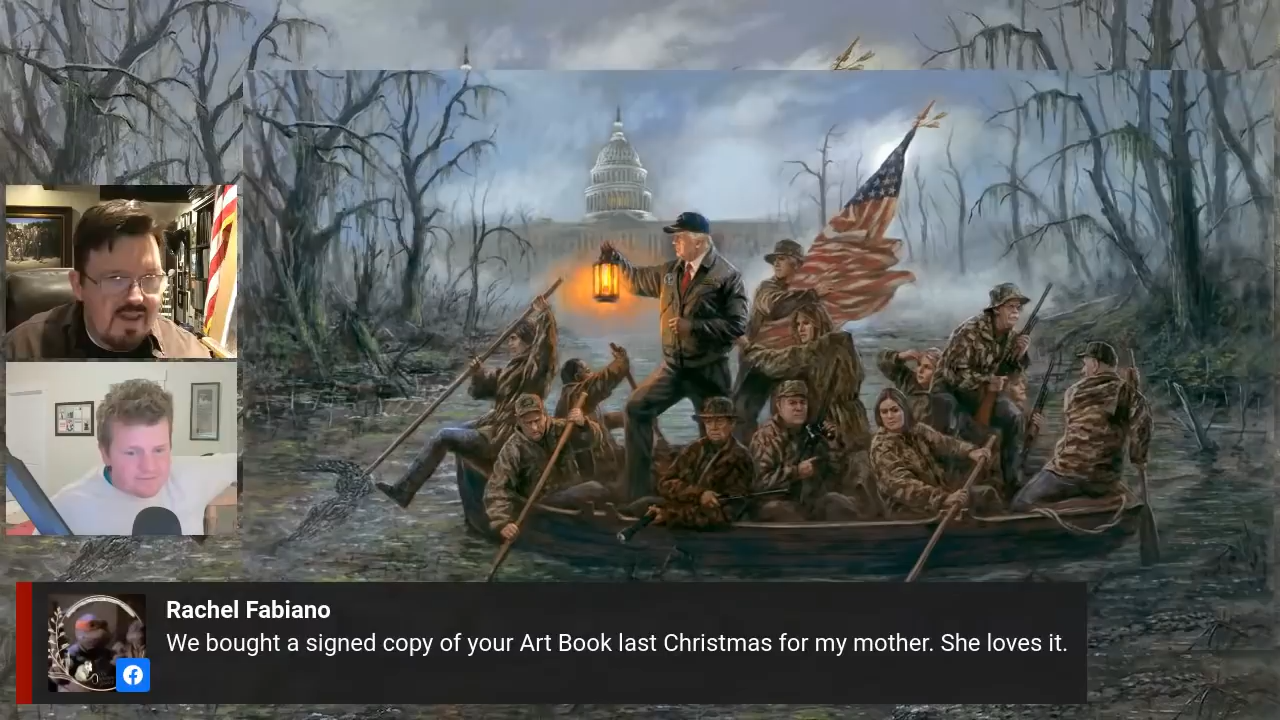 Rachel Fabiano
We bought a signed copy of your Art Book last Christmas for my mother. She loves it.